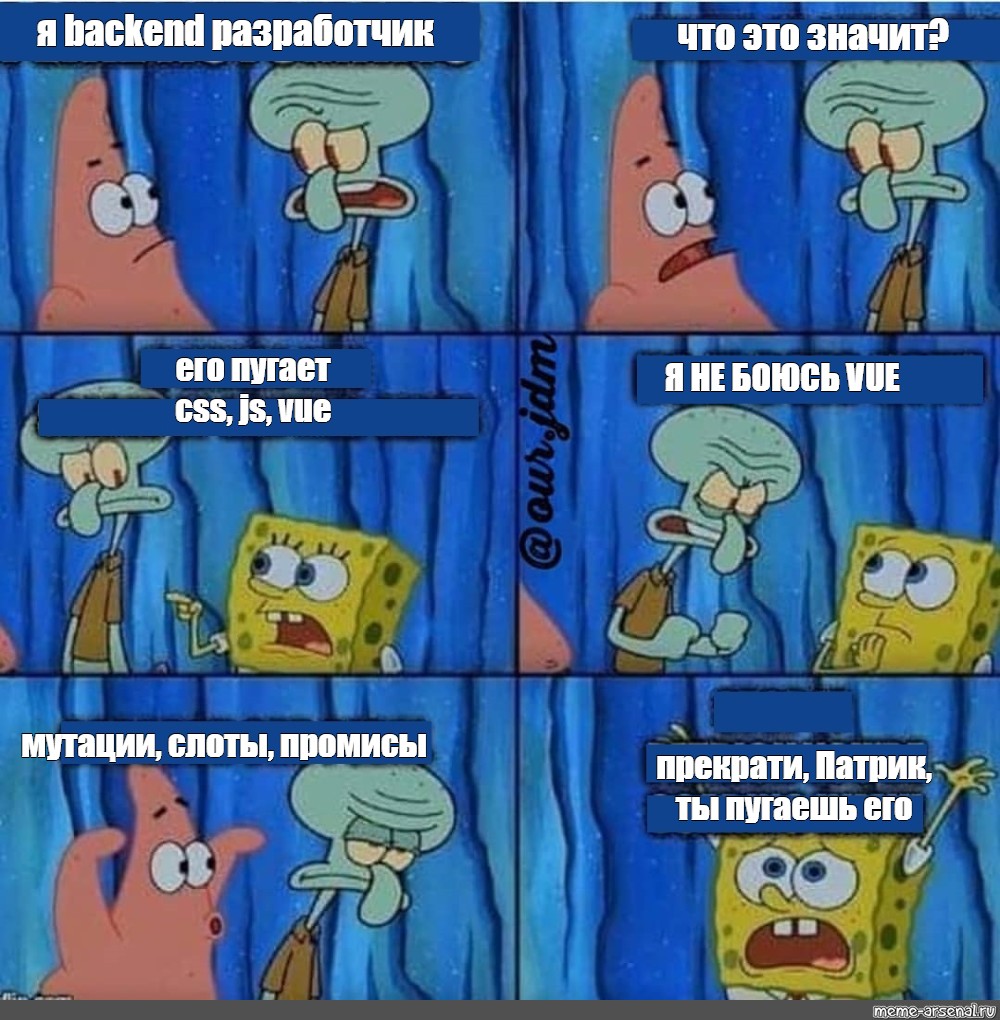 я backend разработчик
что это значит?
его пугает
css, js, vue
Я НЕ БОЮСЬ VUE
@our.jdm
мутации, слоты, промисы
прекрати, Патрик,
ты пугаешь его
meme-arsenal.ru